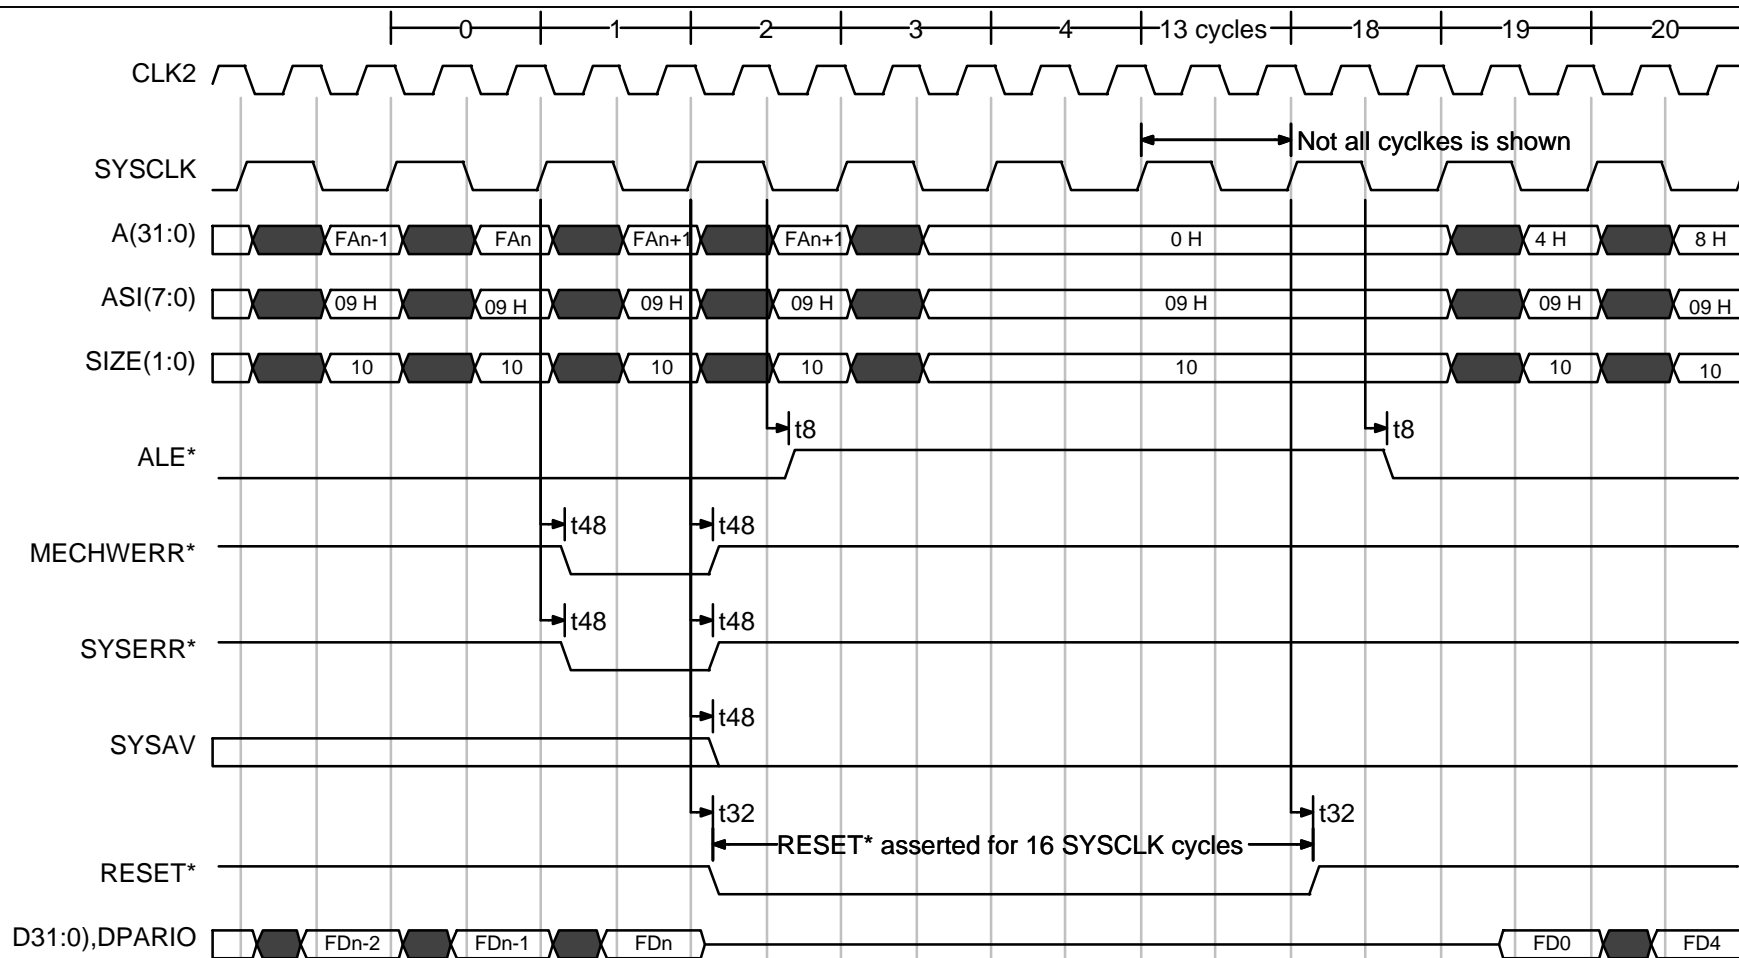 0 1 2 3 4 13 cycles 18 19 20
CLK2
Not all cyclkes is shown
SYSCLK
A(31:0) FAn-1 FAn FAn+1 FAn+1 0 H 4 H 8 H
ASI(7:0) 09 H 09 H 09 H 09 H 09 H 09 H 09 H
SIZE(1:0) 10 10 10 10 10 10 10
t8 t8
ALE*
t48 t48
MECHWERR*
t48 t48
SYSERR*
t48
SYSAV
t32 t32
RESET* asserted for 16 SYSCLK cycles
RESET*
D31:0),DPARIO FDn-2 FDn-1 FDn FD0 FD4